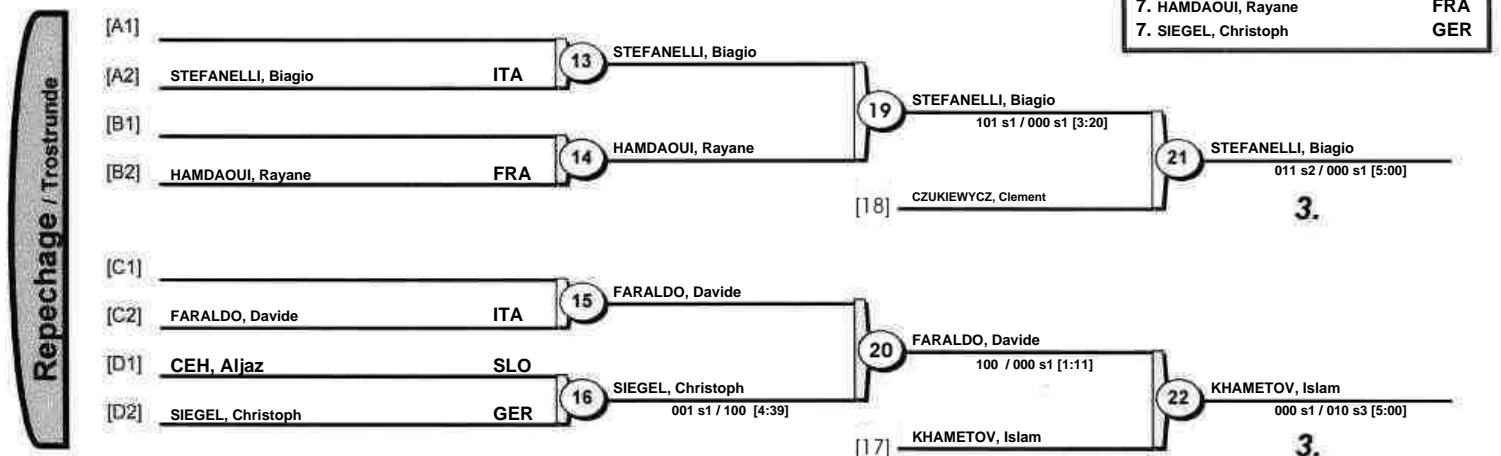 7. HAMDAOUI, Rayane FRA
7. SIEGEL, Christoph GER
Repechage / Trostrunde
[A1]
[A2] STEFANELLI, Biagio ITA
13 STEFANELLI, Biagio
[B1]
[B2] HAMDAOUI, Rayane FRA
14 HAMDAOUI, Rayane
19 STEFANELLI, Biagio
101 s1 / 000 s1 [3:20]
[18] CZUKIEWYCZ, Clement
21 STEFANELLI, Biagio
011 s2 / 000 s1 [5:00]
3.
[C1]
[C2] FARALDO, Davide ITA
15 FARALDO, Davide
[D1] CEH, Aljaz SLO
[D2] SIEGEL, Christoph GER
16 SIEGEL, Christoph
001 s1 / 100 [4:39]
20 FARALDO, Davide
100 / 000 s1 [1:11]
[17] KHAMETOV, Islam
22 KHAMETOV, Islam
000 s1 / 010 s3 [5:00]
3.